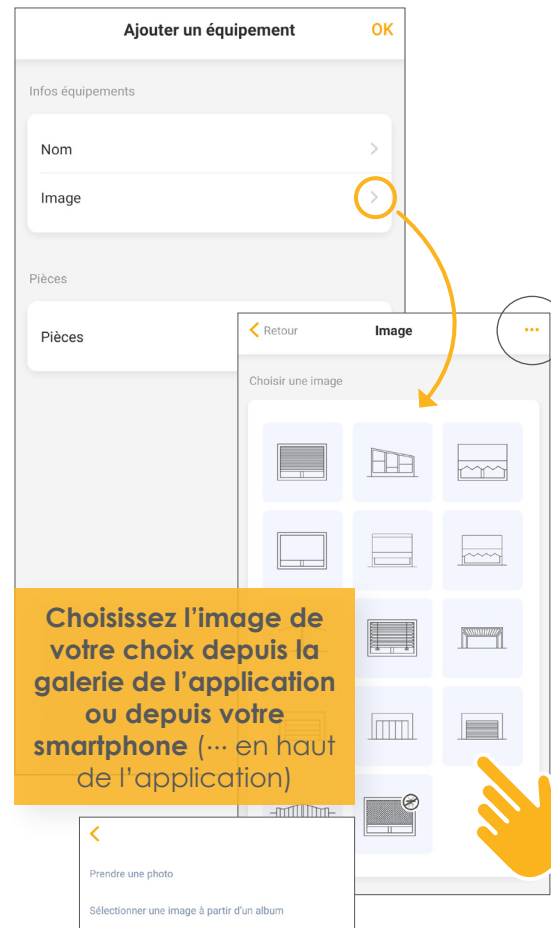 Ajouter un équipement
OK
Infos équipements
Nom
Image
Pièces
Pièces
Retour
Image
...
Choisir une image
Choisissez l’image de
votre choix depuis la
galerie de l’application
ou depuis votre
smartphone (··· en haut
de l’application)
Prendre une photo
Sélectionner une image à partir d'un album